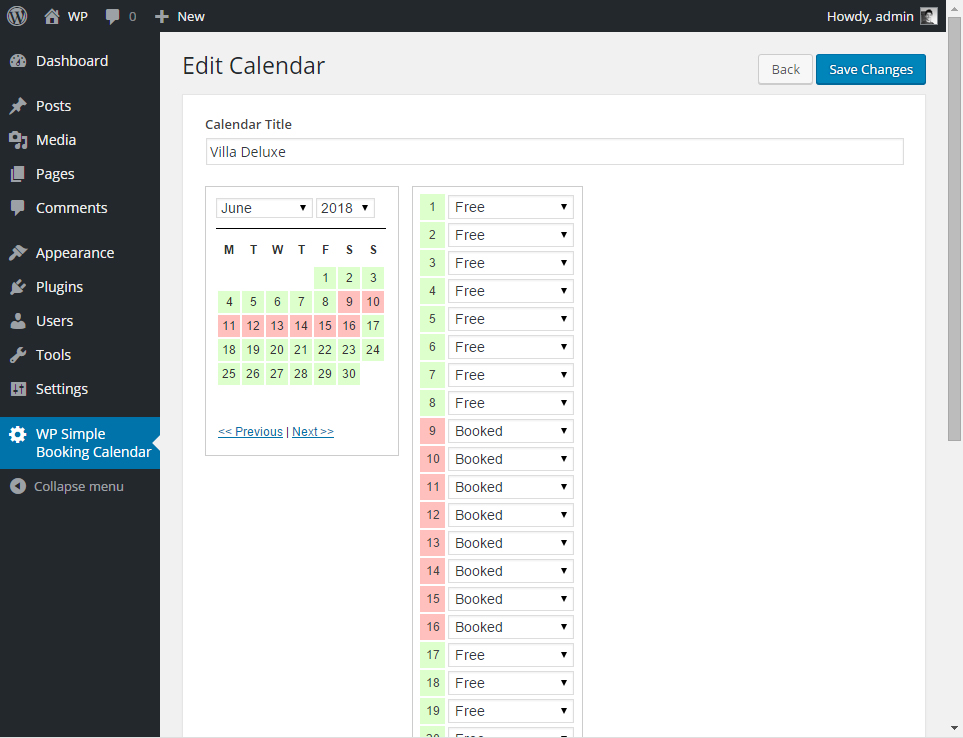 WP 0 New Howdy, admin
Dashboard
Posts
Media
Pages
Comments
Appearance
Plugins
Users
Tools
Settings
WP Simple
Booking Calendar
Collapse menu
Edit Calendar
Back Save Changes
Calendar Title
Villa Deluxe
June 2018
M T W T F S S
1 2 3
4 5 6 7 8 9 10
11 12 13 14 15 16 17
18 19 20 21 22 23 24
25 26 27 28 29 30
<< Previous | Next >>
1 Free
2 Free
3 Free
4 Free
5 Free
6 Free
7 Free
8 Free
9 Booked
10 Booked
11 Booked
12 Booked
13 Booked
14 Booked
15 Booked
16 Booked
17 Free
18 Free
19 Free
20 Free